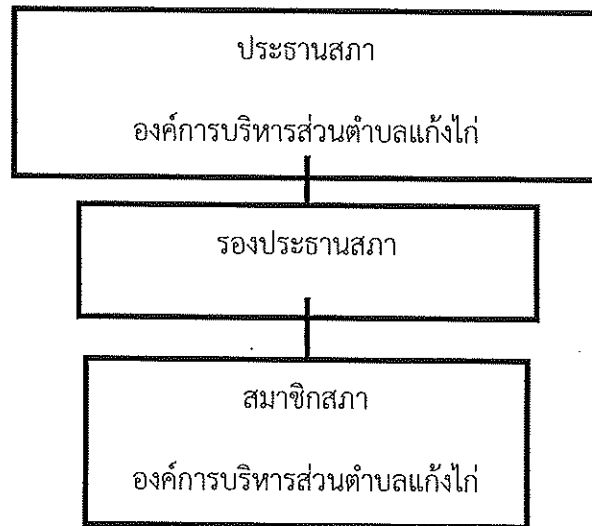 ประธานสภา
องค์การบริหารส่วนตำบลแก้งไก่
รองประธานสภา
สมาชิกสภา
องค์การบริหารส่วนตำบลแก้งไก่